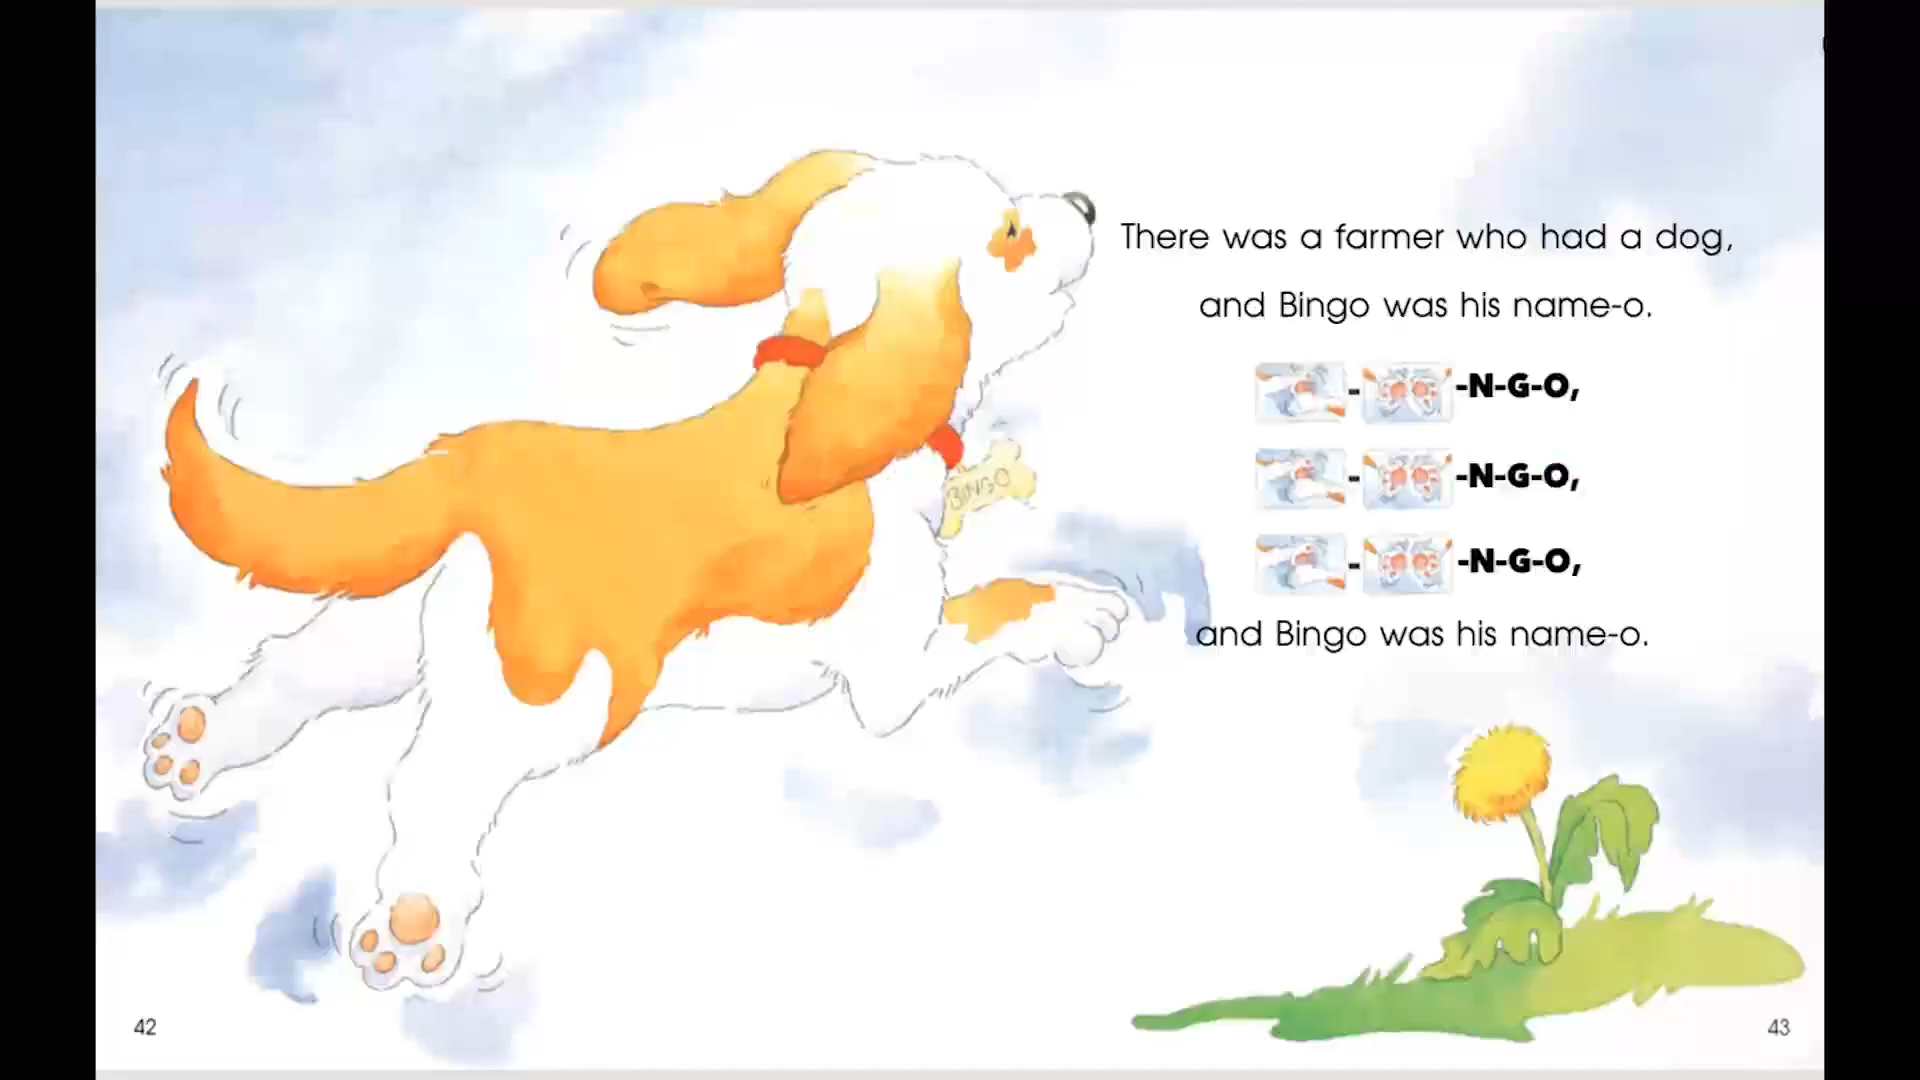 There was a farmer who had a dog,
and Bingo was his name-o.
- -N-G-O,
- -N-G-O,
- -N-G-O,
and Bingo was his name-o.
BINGO
42
43